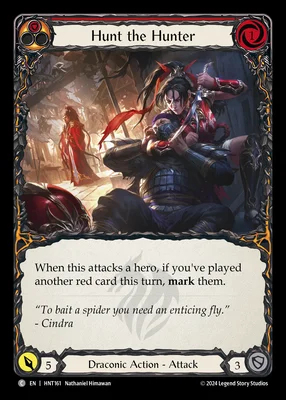 Hunt the Hunter
1
When this attacks a hero, if you've played
another red card this turn, mark them.
“To bait a spider you need an enticing fly.”
- Cindra
5
Draconic Action - Attack
3
C EN | HNT161 Nathaniel Himawan
© 2024 Legend Story Studios